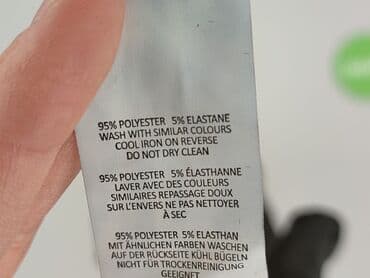 95% POLYESTER 5% ELASTANE
WASH WITH SIMILAR COLOURS
COOL IRON ON REVERSE
DO NOT DRY CLEAN
95% POLYESTER 5% ÉLASTHANNE
LAVER AVEC DES COULEURS
SIMILAIRES REPASSAGE DOUX
SUR L'ENVERS NE PAS NETTOYER
À SEC
95% POLYESTER 5% ELASTHAN
MIT ÄHNLICHEN FARBEN WASCHEN
AUF DER RÜCKSEITE KÜHL BÜGELN
NICHT FÜR TROCKENREINIGUNG
GEEIGNET